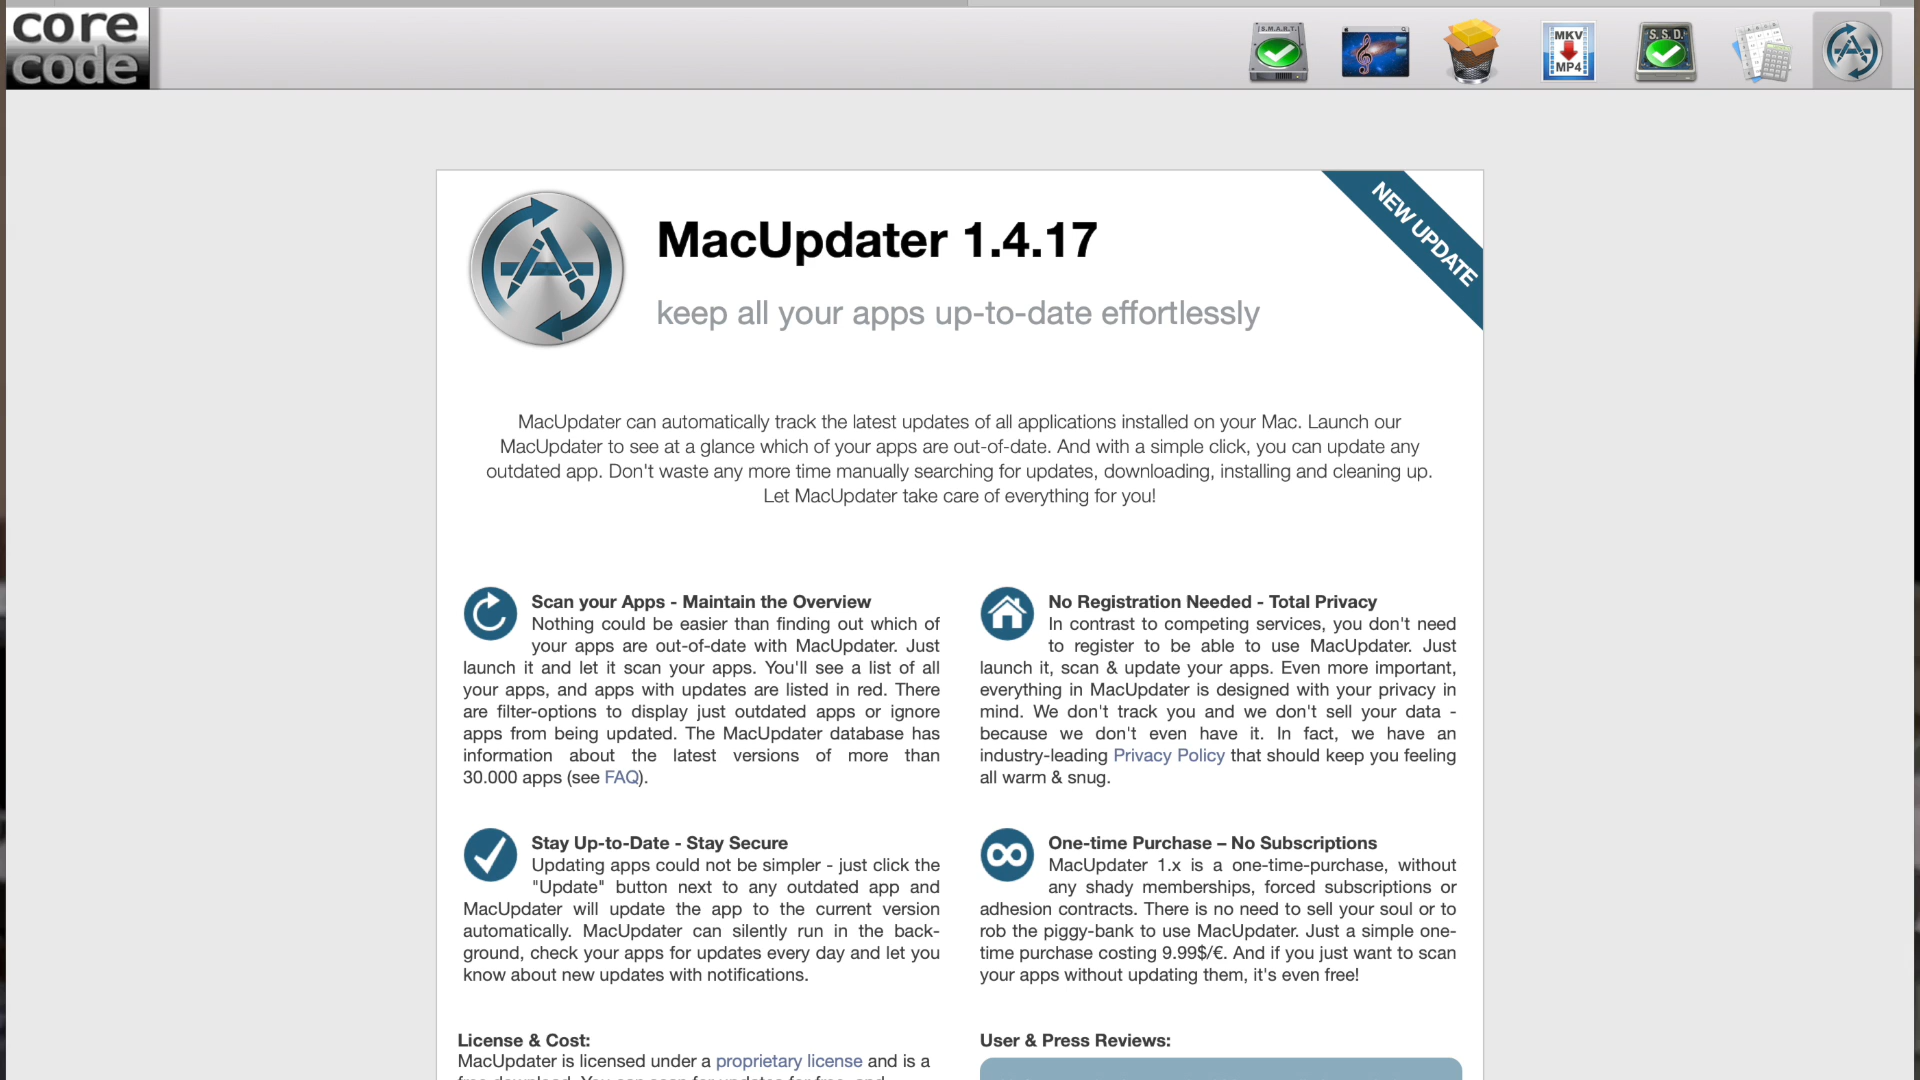 core
code
S.M.A.R.T.
MKV
MP4
S. S. D.
NEW UPDATE
MacUpdater 1.4.17
keep all your apps up-to-date effortlessly
MacUpdater can automatically track the latest updates of all applications installed on your Mac. Launch our
MacUpdater to see at a glance which of your apps are out-of-date. And with a simple click, you can update any
outdated app. Don't waste any more time manually searching for updates, downloading, installing and cleaning up.
Let MacUpdater take care of everything for you!
Scan your Apps - Maintain the Overview
Nothing could be easier than finding out which of
your apps are out-of-date with MacUpdater. Just
launch it and let it scan your apps. You'll see a list of all
your apps, and apps with updates are listed in red. There
are filter-options to display just outdated apps or ignore
apps from being updated. The MacUpdater database has
information about the latest versions of more than
30.000 apps (see FAQ).
No Registration Needed - Total Privacy
In contrast to competing services, you don't need
to register to be able to use MacUpdater. Just
launch it, scan & update your apps. Even more important,
everything in MacUpdater is designed with your privacy in
mind. We don't track you and we don't sell your data -
because we don't even have it. In fact, we have an
industry-leading Privacy Policy that should keep you feeling
all warm & snug.
Stay Up-to-Date - Stay Secure
Updating apps could not be simpler - just click the
"Update" button next to any outdated app and
MacUpdater will update the app to the current version
automatically. MacUpdater can silently run in the back-
ground, check your apps for updates every day and let you
know about new updates with notifications.
One-time Purchase – No Subscriptions
MacUpdater 1.x is a one-time-purchase, without
any shady memberships, forced subscriptions or
adhesion contracts. There is no need to sell your soul or to
rob the piggy-bank to use MacUpdater. Just a simple one-
time purchase costing 9.99$/€. And if you just want to scan
your apps without updating them, it's even free!
License & Cost:
MacUpdater is licensed under a proprietary license and is a
User & Press Reviews: